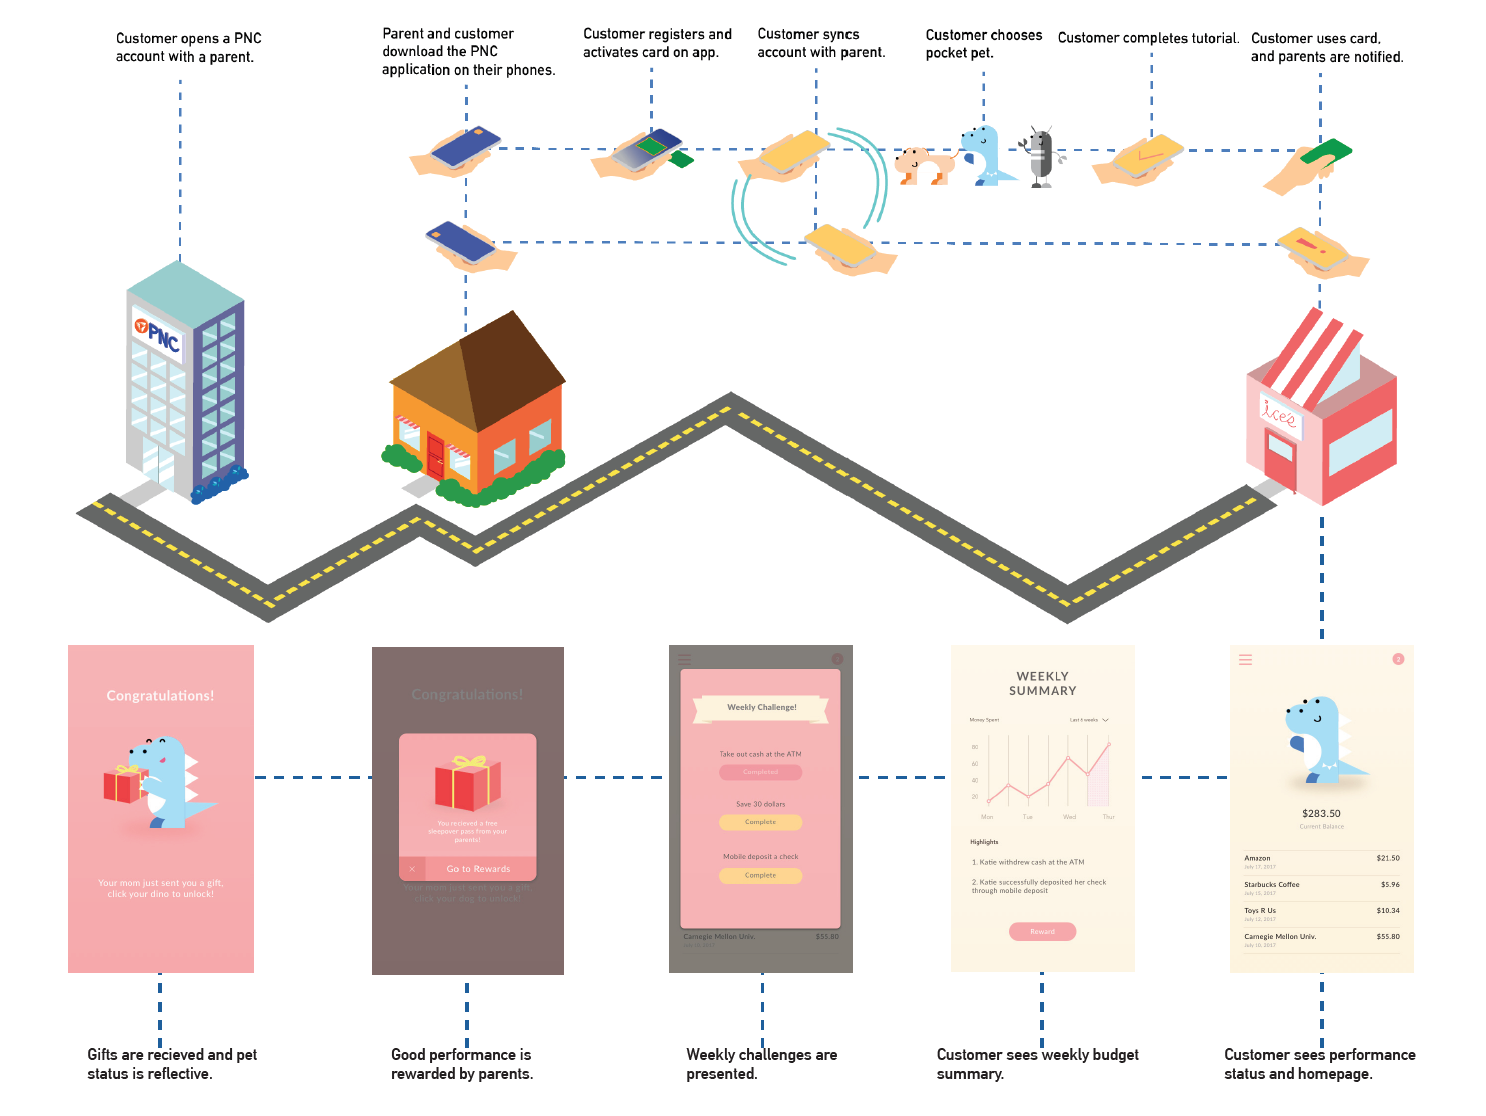 Customer opens a PNC
account with a parent.
Parent and customer
download the PNC
application on their phones.
Customer registers and
activates card on app.
Customer syncs
account with parent.
Customer chooses
pocket pet.
Customer completes tutorial.
Customer uses card,
and parents are notified.
PNC
ice's
Congratulations!
Your mom just sent you a gift,
click your dino to unlock!
Congratulations!
You recieved a free
sleepover pass from your
parents!
×
Go to Rewards
Your mom just sent you a gift,
click your dog to unlock!
Weekly Challenge!
Take out cash at the ATM
Completed
Save 30 dollars
Complete
Mobile deposit a check
Complete
Carnegie Mellon Univ.
$55.80
WEEKLY
SUMMARY
Money Spent
Last 6 weeks
80
60
40
20
Mon
Tue
Wed
Thur
Highlights
1. Katie withdrew cash at the ATM
2. Katie successfully deposited her check
through mobile deposit
Reward
2
$283.50
Current Balance
Amazon
$21.50
July 17, 2017
Starbucks Coffee
$5.96
July 15, 2017
Toys R Us
$10.34
July 12, 2017
Carnegie Mellon Univ.
$55.80
July 10, 2017
Gifts are recieved and pet
status is reflective.
Good performance is
rewarded by parents.
Weekly challenges are
presented.
Customer sees weekly budget
summary.
Customer sees performance
status and homepage.